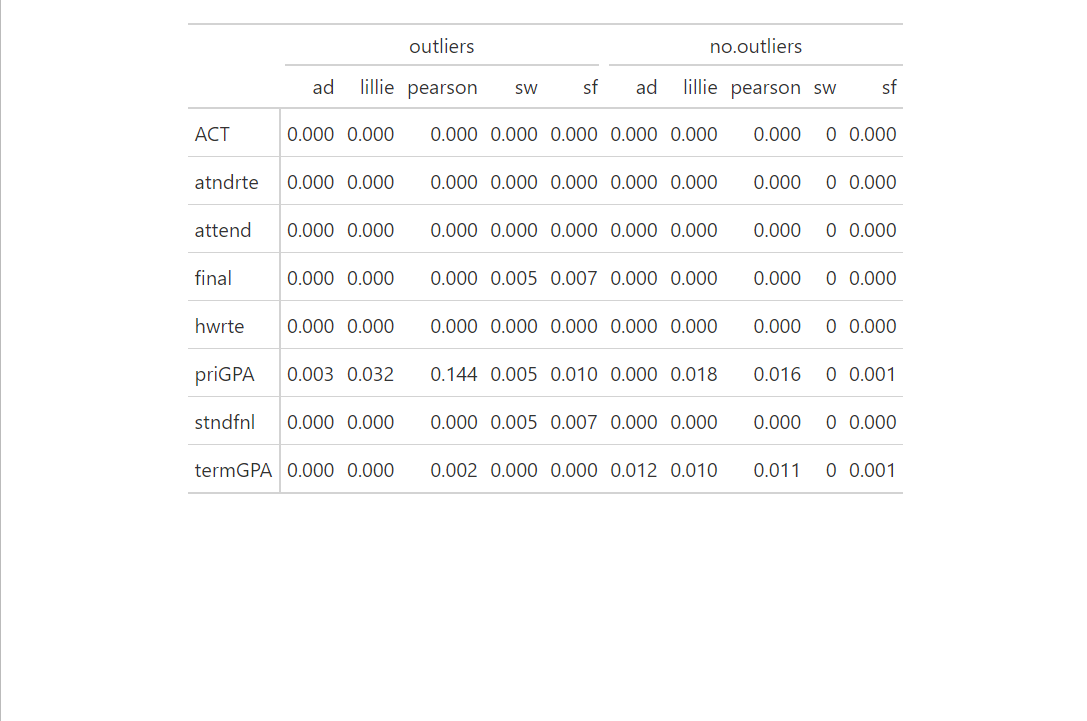 outliers no.outliers
ad lillie pearson sw sf ad lillie pearson sw sf
ACT 0.000 0.000 0.000 0.000 0.000 0.000 0.000 0.000 0 0.000
atndrte 0.000 0.000 0.000 0.000 0.000 0.000 0.000 0.000 0 0.000
attend 0.000 0.000 0.000 0.000 0.000 0.000 0.000 0.000 0 0.000
final 0.000 0.000 0.000 0.005 0.007 0.000 0.000 0.000 0 0.000
hwrte 0.000 0.000 0.000 0.000 0.000 0.000 0.000 0.000 0 0.000
priGPA 0.003 0.032 0.144 0.005 0.010 0.000 0.018 0.016 0 0.001
stndfnl 0.000 0.000 0.000 0.005 0.007 0.000 0.000 0.000 0 0.000
termGPA 0.000 0.000 0.002 0.000 0.000 0.012 0.010 0.011 0 0.001